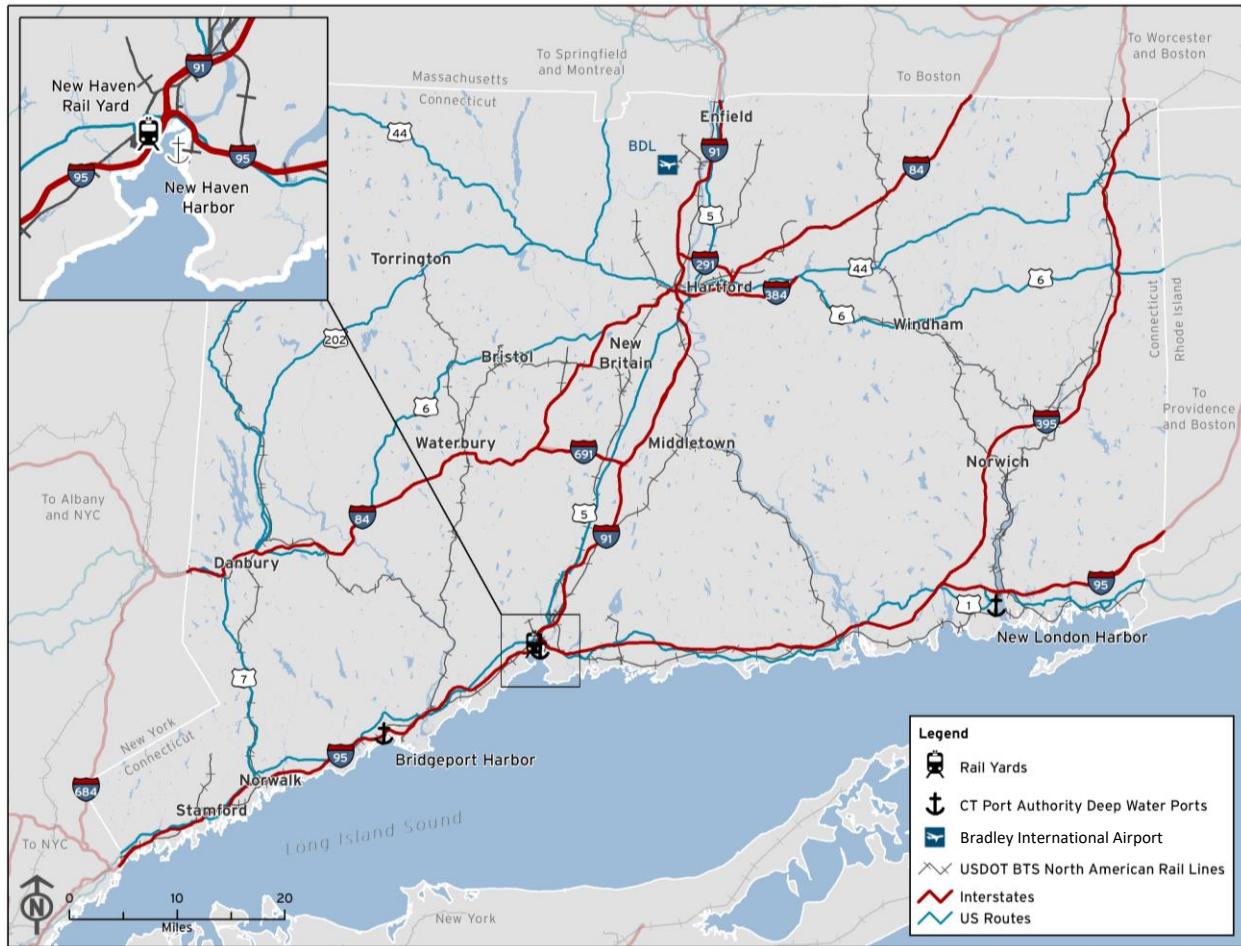 91
New Haven
Rail Yard
95
95
New Haven
Harbor
To Springfield
and Montreal
To Worcester
and Boston
To Boston
Massachusetts
Connecticut
Enfield
44
BDL
91
84
5
Torrington
291
Hartford
44
384
6
6
Windham
Connecticut
Rhode Island
202
Bristol
New
Britain
To
Providence
and Boston
6
395
Waterbury
691
Middletown
Norwich
To Albany
and NYC
84
5
91
Danbury
95
1
New London Harbor
7
New York
Connecticut
95
Bridgeport Harbor
Norwalk
684
Stamford
Long Island Sound
To NYC
N
0
10
20
Miles
New York
Legend
Rail Yards
CT Port Authority Deep Water Ports
Bradley International Airport
USDOT BTS North American Rail Lines
Interstates
US Routes